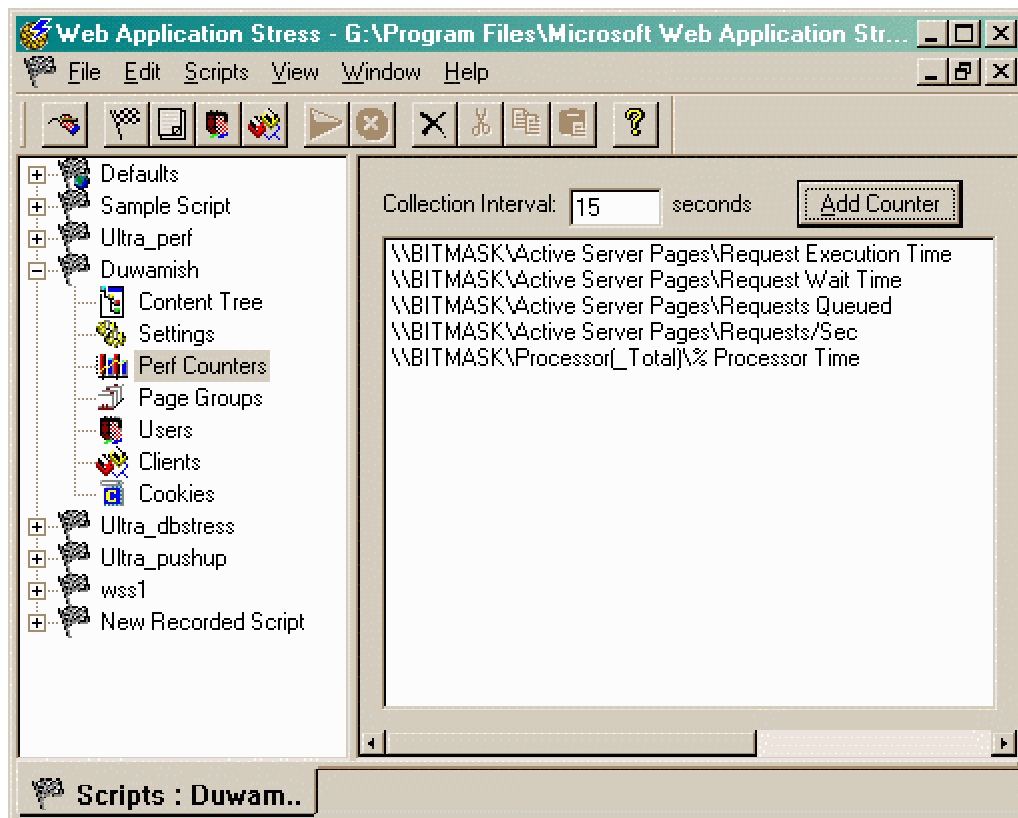 Web Application Stress - G:\Program Files\Microsoft Web Application Str...
File Edit Scripts View Window Help
Defaults
Sample Script
Ultra_perf
Duwamish
Content Tree
Settings
Perf Counters
Page Groups
Users
Clients
Cookies
Ultra_dbstress
Ultra_pushup
wss1
New Recorded Script
Collection Interval: 15 seconds Add Counter
\\BITMASK\Active Server Pages\Request Execution Time
\\BITMASK\Active Server Pages\Request Wait Time
\\BITMASK\Active Server Pages\Requests Queued
\\BITMASK\Active Server Pages\Requests/Sec
\\BITMASK\Processor(_Total)\% Processor Time
Scripts : Duwam..